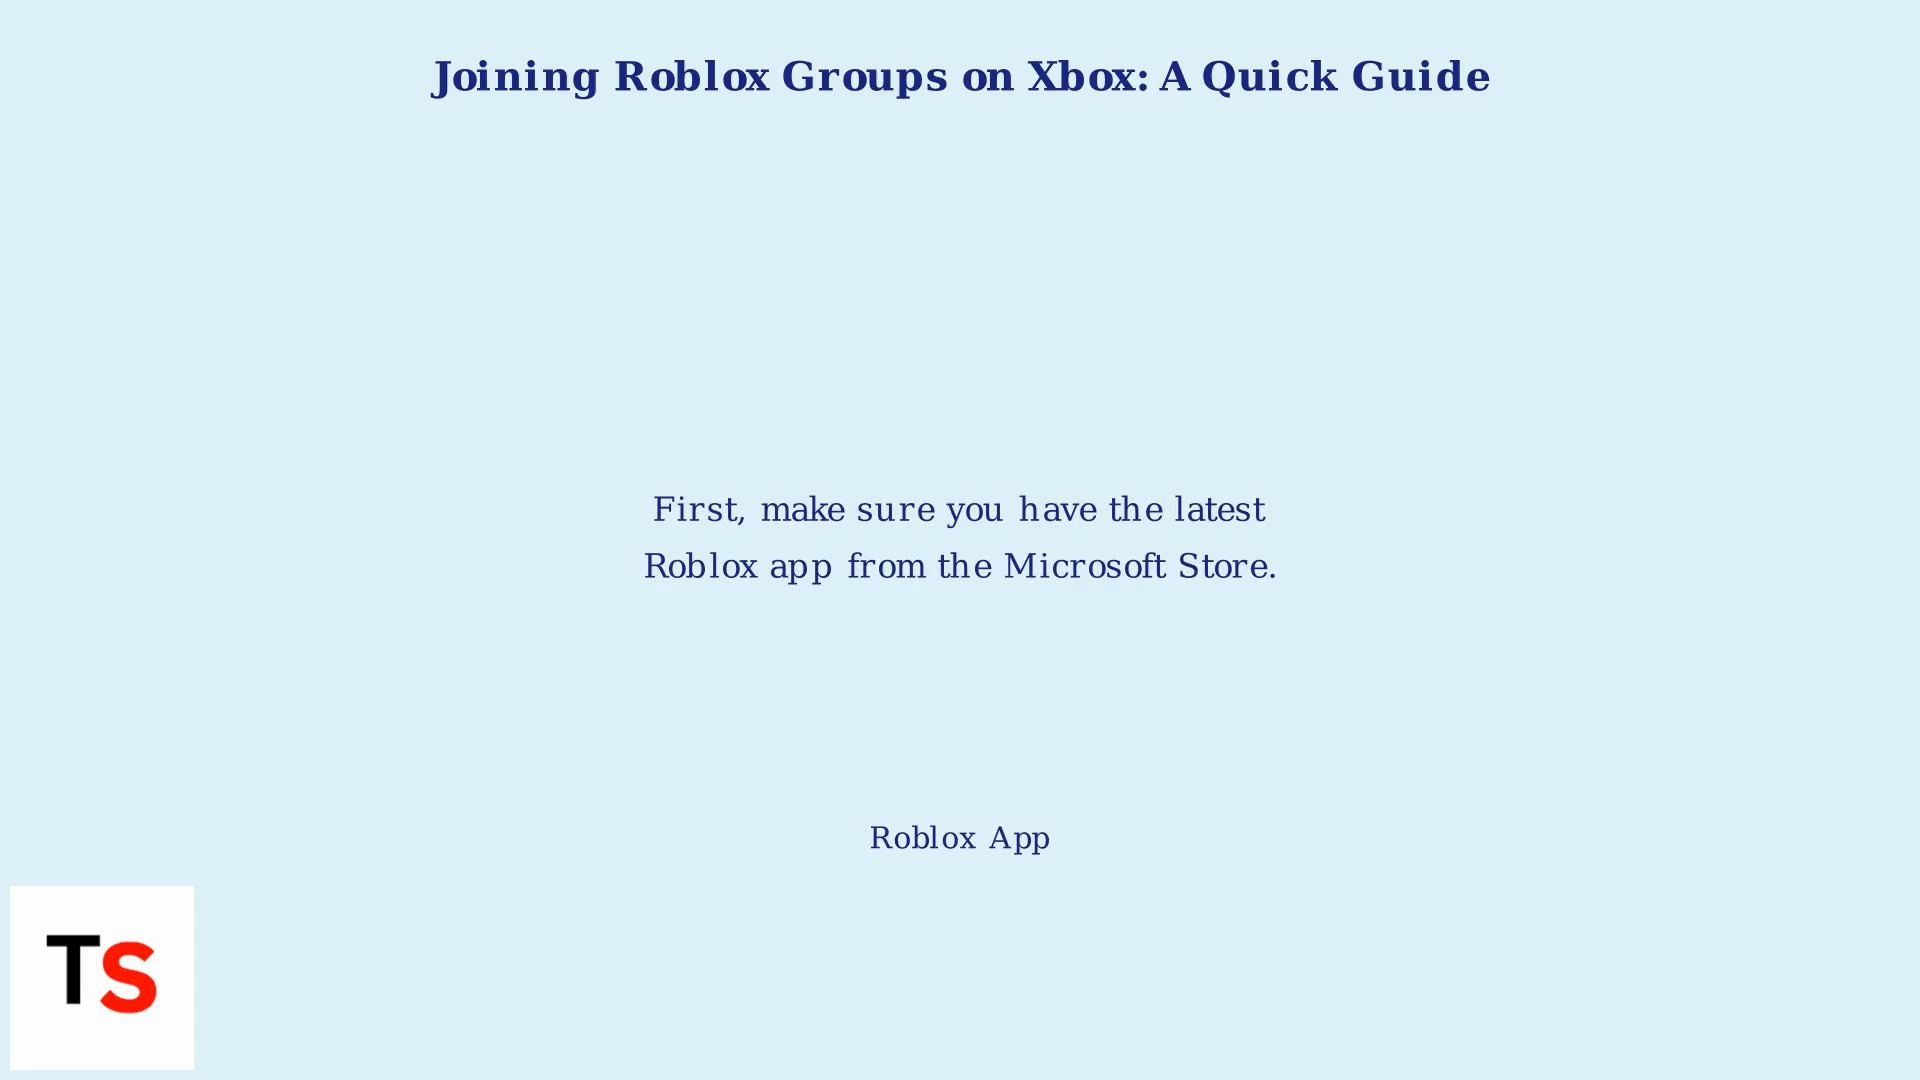 Joining Roblox Groups on Xbox: A Quick Guide
First, make sure you have the latest
Roblox app from the Microsoft Store.
Roblox App
TS